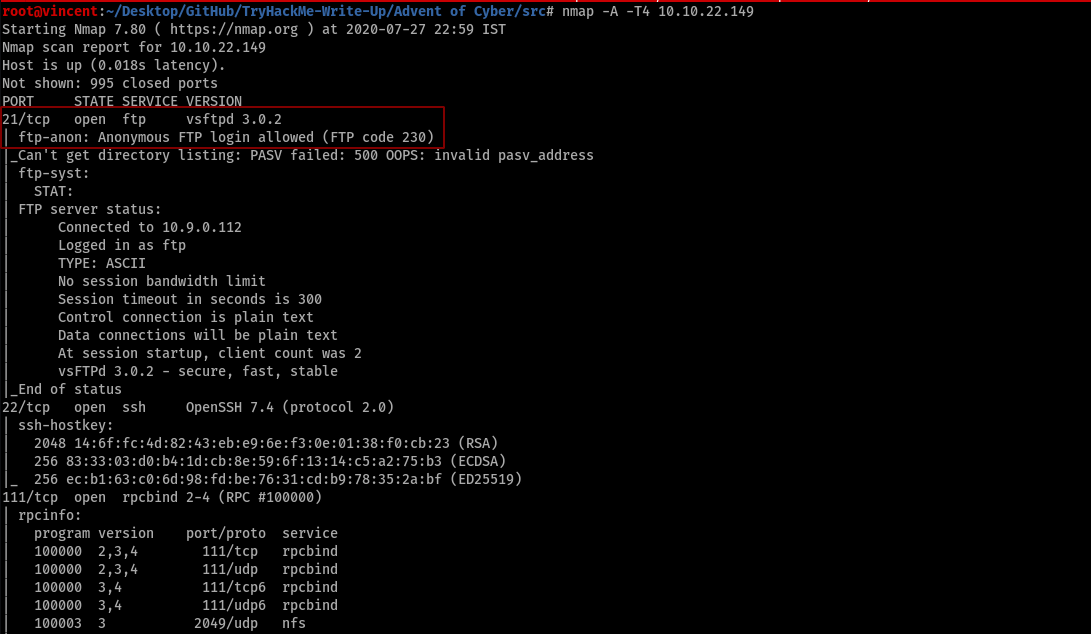 root@vincent:~/Desktop/GitHub/TryHackMe-Write-Up/Advent of Cyber/src# nmap -A -T4 10.10.22.149
Starting Nmap 7.80 ( https://nmap.org ) at 2020-07-27 22:59 IST
Nmap scan report for 10.10.22.149
Host is up (0.018s latency).
Not shown: 995 closed ports
PORT     STATE SERVICE VERSION
21/tcp   open  ftp     vsftpd 3.0.2
| ftp-anon: Anonymous FTP login allowed (FTP code 230)
|_Can't get directory listing: PASV failed: 500 OOPS: invalid pasv_address
| ftp-syst:
|   STAT:
| FTP server status:
|      Connected to 10.9.0.112
|      Logged in as ftp
|      TYPE: ASCII
|      No session bandwidth limit
|      Session timeout in seconds is 300
|      Control connection is plain text
|      Data connections will be plain text
|      At session startup, client count was 2
|      vsFTPd 3.0.2 - secure, fast, stable
|_End of status
22/tcp   open  ssh     OpenSSH 7.4 (protocol 2.0)
| ssh-hostkey:
|   2048 14:6f:fc:4d:82:43:eb:e9:6e:f3:0e:01:38:f0:cb:23 (RSA)
|   256 83:33:03:d0:b4:1d:cb:8e:59:6f:13:14:c5:a2:75:b3 (ECDSA)
|_  256 ec:b1:63:c0:6d:98:fd:be:76:31:cd:b9:78:35:2a:bf (ED25519)
111/tcp  open  rpcbind 2-4 (RPC #100000)
| rpcinfo:
|   program version    port/proto  service
|   100000  2,3,4        111/tcp   rpcbind
|   100000  2,3,4        111/udp   rpcbind
|   100000  3,4          111/tcp6  rpcbind
|   100000  3,4          111/udp6  rpcbind
|   100003  3           2049/udp   nfs